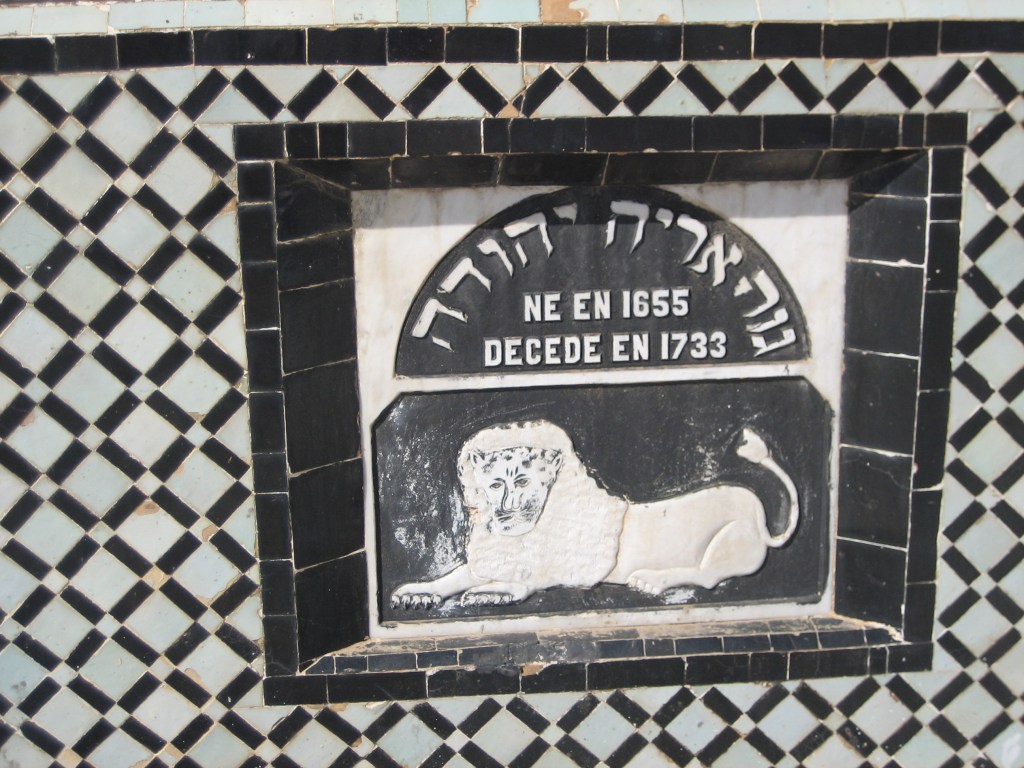 גור אריה יהודה
NE EN 1655
DECEDE EN 1733